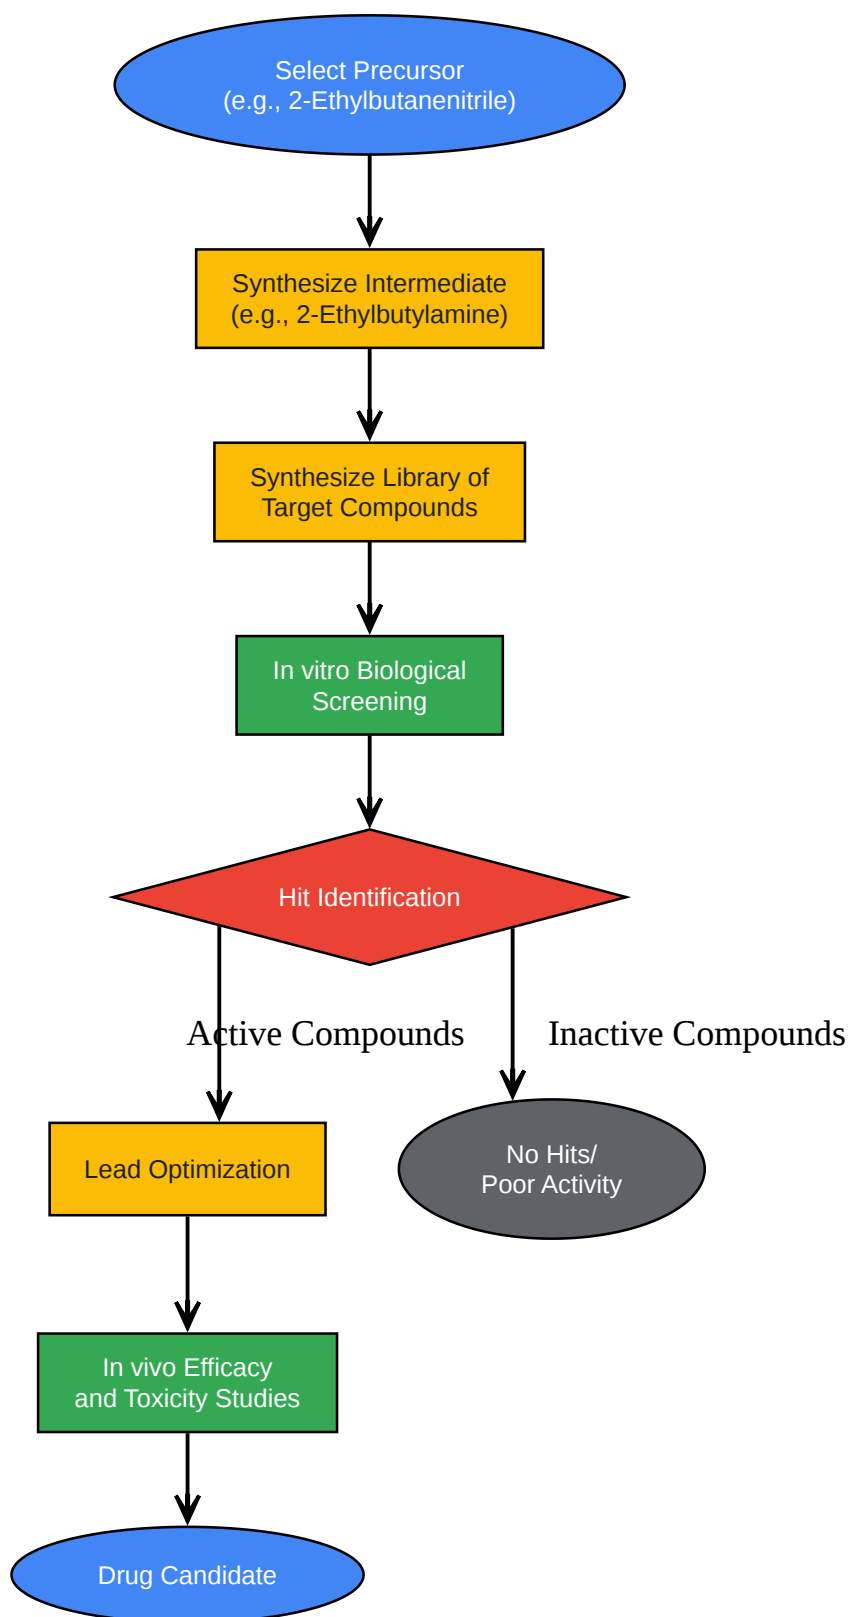 Select Precursor
(e.g., 2-Ethylbutanenitrile)
Synthesize Intermediate
(e.g., 2-Ethylbutylamine)
Synthesize Library of
Target Compounds
In vitro Biological
Screening
Hit Identification
Active Compounds
Inactive Compounds
Lead Optimization
No Hits/
Poor Activity
In vivo Efficacy
and Toxicity Studies
Drug Candidate